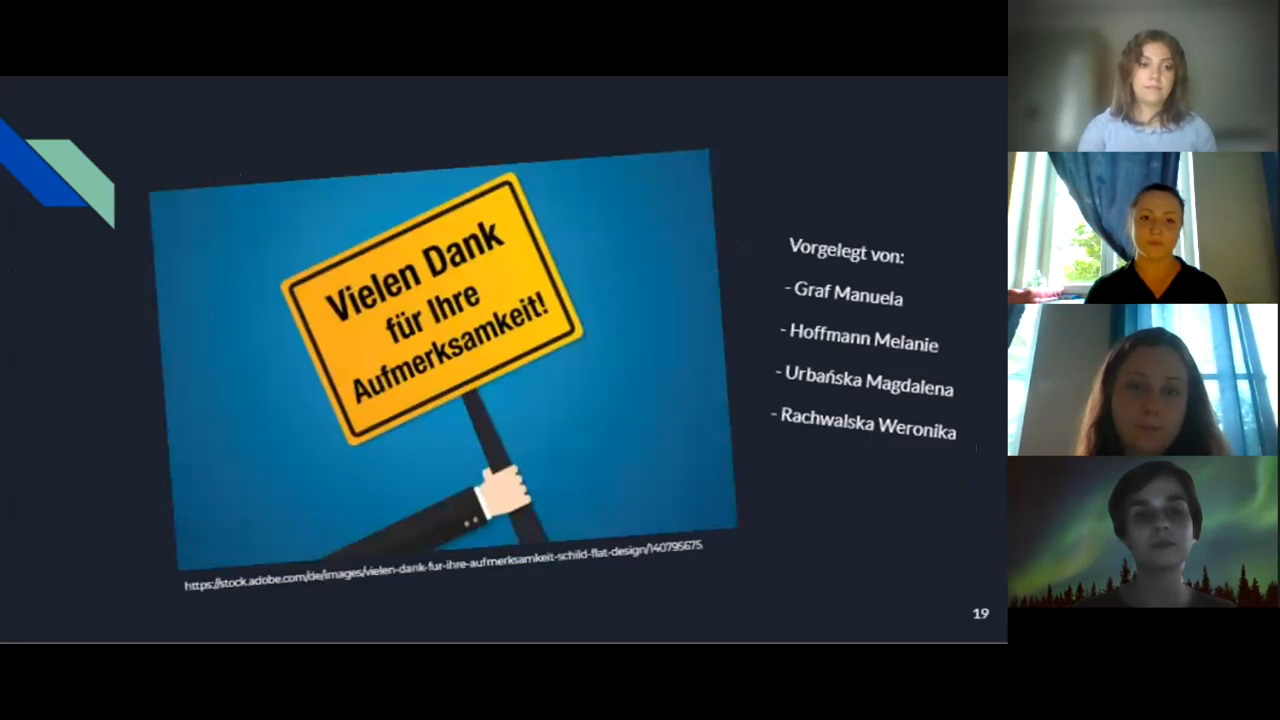 Vielen Dank
für Ihre
Aufmerksamkeit!
https://stock.adobe.com/de/images/vielen-dank-fur-ihre-aufmerksamkeit-schild-flat-design/140795675
Vorgelegt von:
- Graf Manuela
- Hoffmann Melanie
- Urbańska Magdalena
- Rachwalska Weronika
19